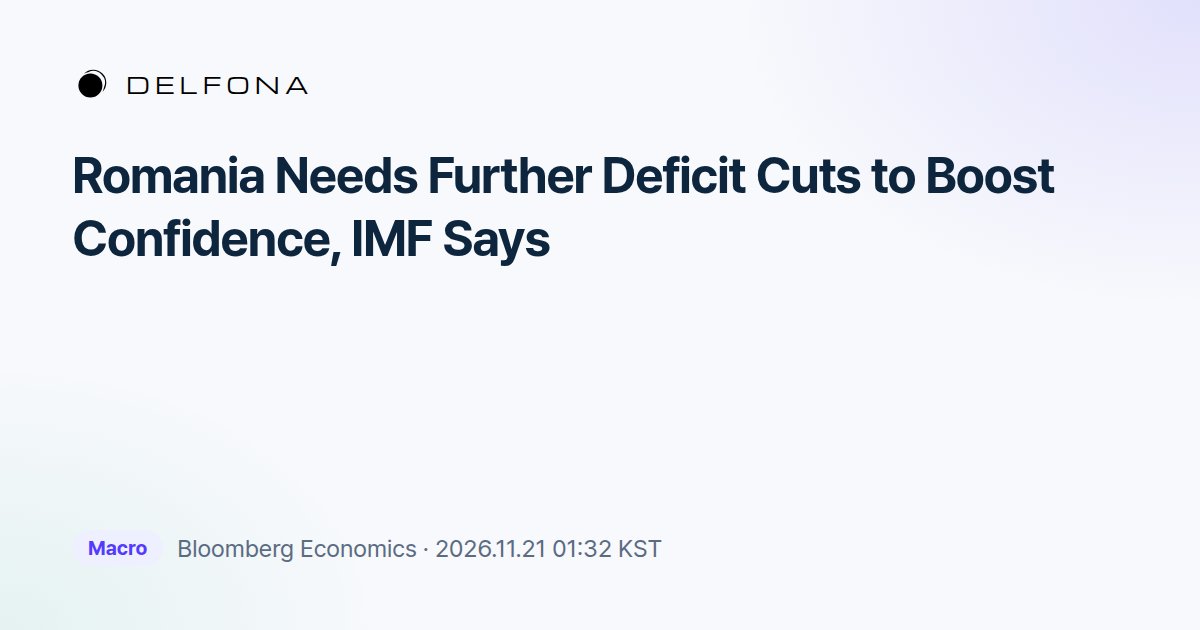 DELFONA
Romania Needs Further Deficit Cuts to Boost
Confidence, IMF Says
Macro Bloomberg Economics · 2026.11.21 01:32 KST